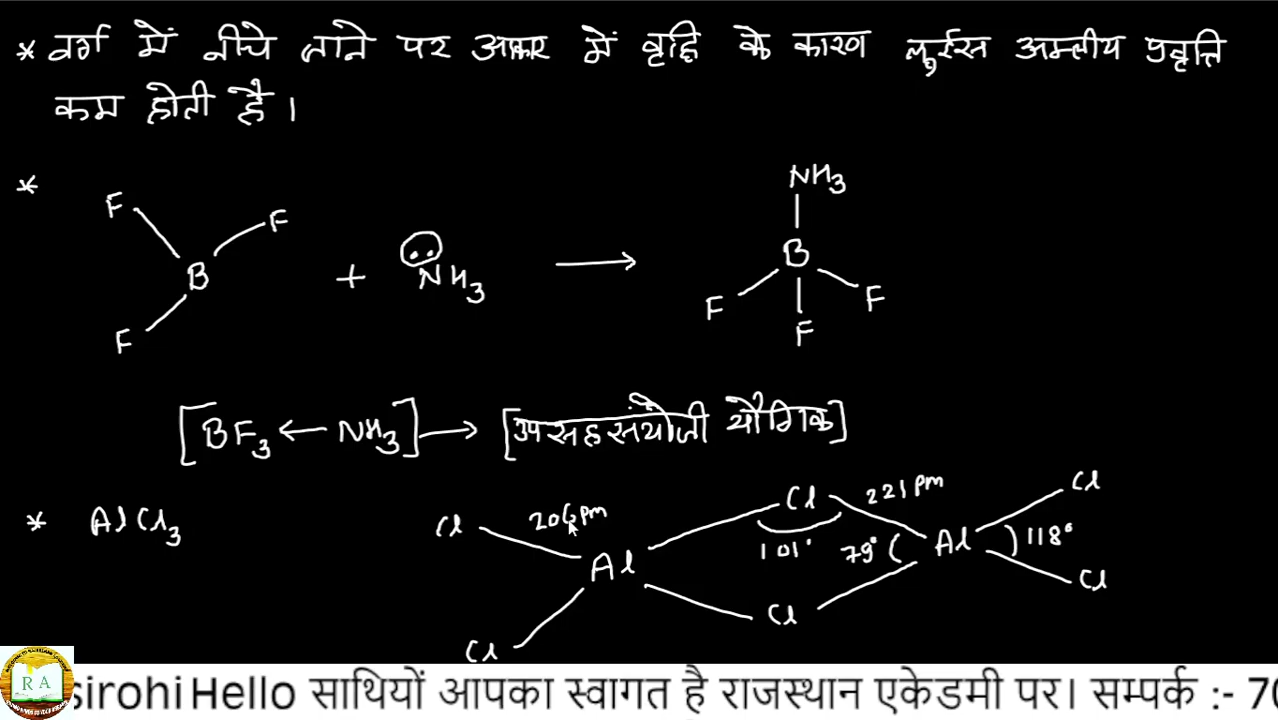 * वर्ग में नीचे जाने पर आकार में वृद्धि के कारण लुईस अम्लीय प्रवृत्ति
कम होती है।
*
F F B F + NH3 → NH3 B F F F
[BF3 ← NH3] → [उपसहसंयोजी यौगिक]
* AlCl3
Cl 206pm Al Cl 221pm Al Cl
101° 79° 118°
Cl Cl Cl
R A
sirohi Hello साथियों आपका स्वागत है राजस्थान एकेडमी पर। सम्पर्क :- 70